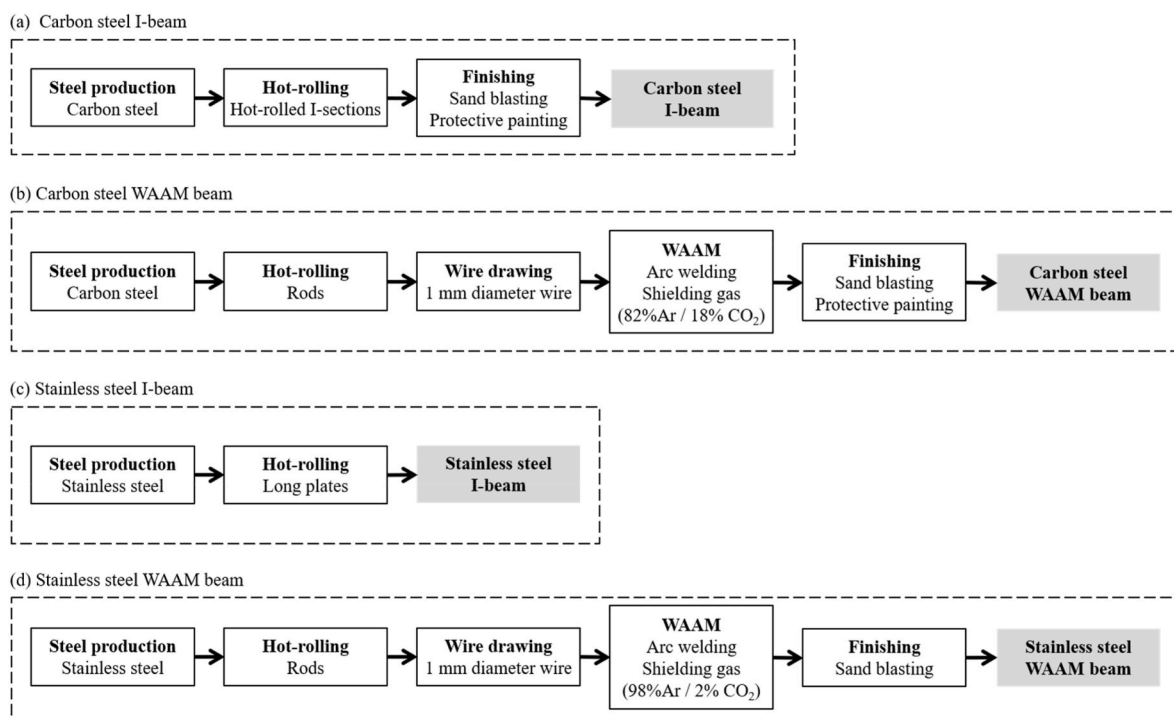 (a) Carbon steel I-beam
Steel production
Carbon steel
Hot-rolling
Hot-rolled I-sections
Finishing
Sand blasting
Protective painting
Carbon steel
I-beam
(b) Carbon steel WAAM beam
Steel production
Carbon steel
Hot-rolling
Rods
Wire drawing
1 mm diameter wire
WAAM
Arc welding
Shielding gas
(82%Ar / 18% CO₂)
Finishing
Sand blasting
Protective painting
Carbon steel
WAAM beam
(c) Stainless steel I-beam
Steel production
Stainless steel
Hot-rolling
Long plates
Stainless steel
I-beam
(d) Stainless steel WAAM beam
Steel production
Stainless steel
Hot-rolling
Rods
Wire drawing
1 mm diameter wire
WAAM
Arc welding
Shielding gas
(98%Ar / 2% CO₂)
Finishing
Sand blasting
Stainless steel
WAAM beam